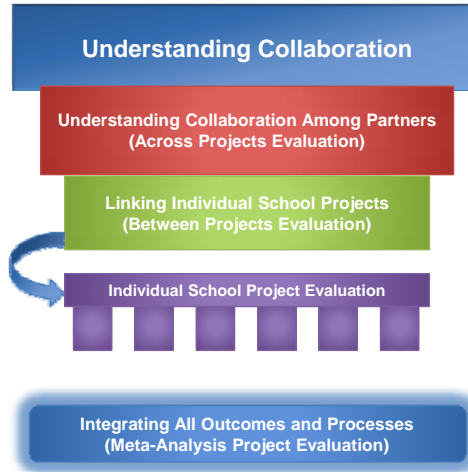 Understanding Collaboration
Understanding Collaboration Among Partners
(Across Projects Evaluation)
Linking Individual School Projects
(Between Projects Evaluation)
Individual School Project Evaluation
Integrating All Outcomes and Processes
(Meta-Analysis Project Evaluation)